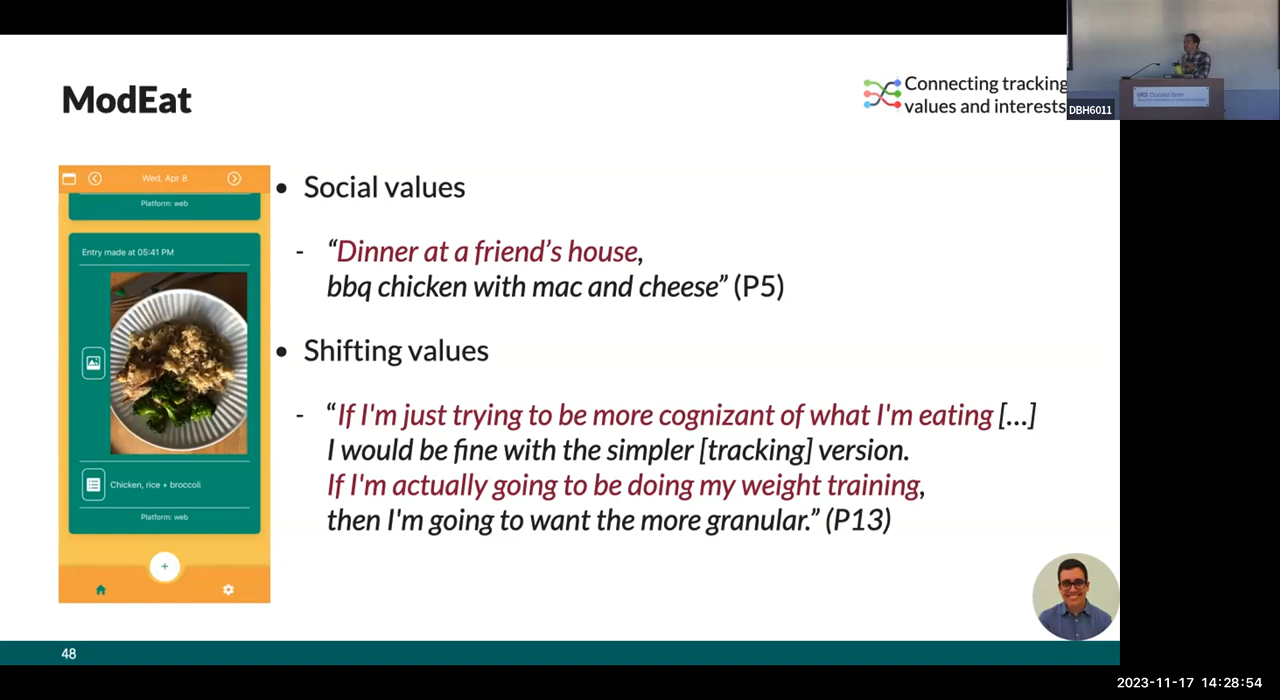 ModEat
Connecting tracking
values and interests
DBH6011
Wed, Apr 8
Platform: web
Entry made at 05:41 PM
Chicken, rice + broccoli
Platform: web
+
• Social values
- “Dinner at a friend’s house,
bbq chicken with mac and cheese” (P5)
• Shifting values
- “If I'm just trying to be more cognizant of what I'm eating [...]
I would be fine with the simpler [tracking] version.
If I'm actually going to be doing my weight training,
then I'm going to want the more granular.” (P13)
48
2023-11-17 14:28:54